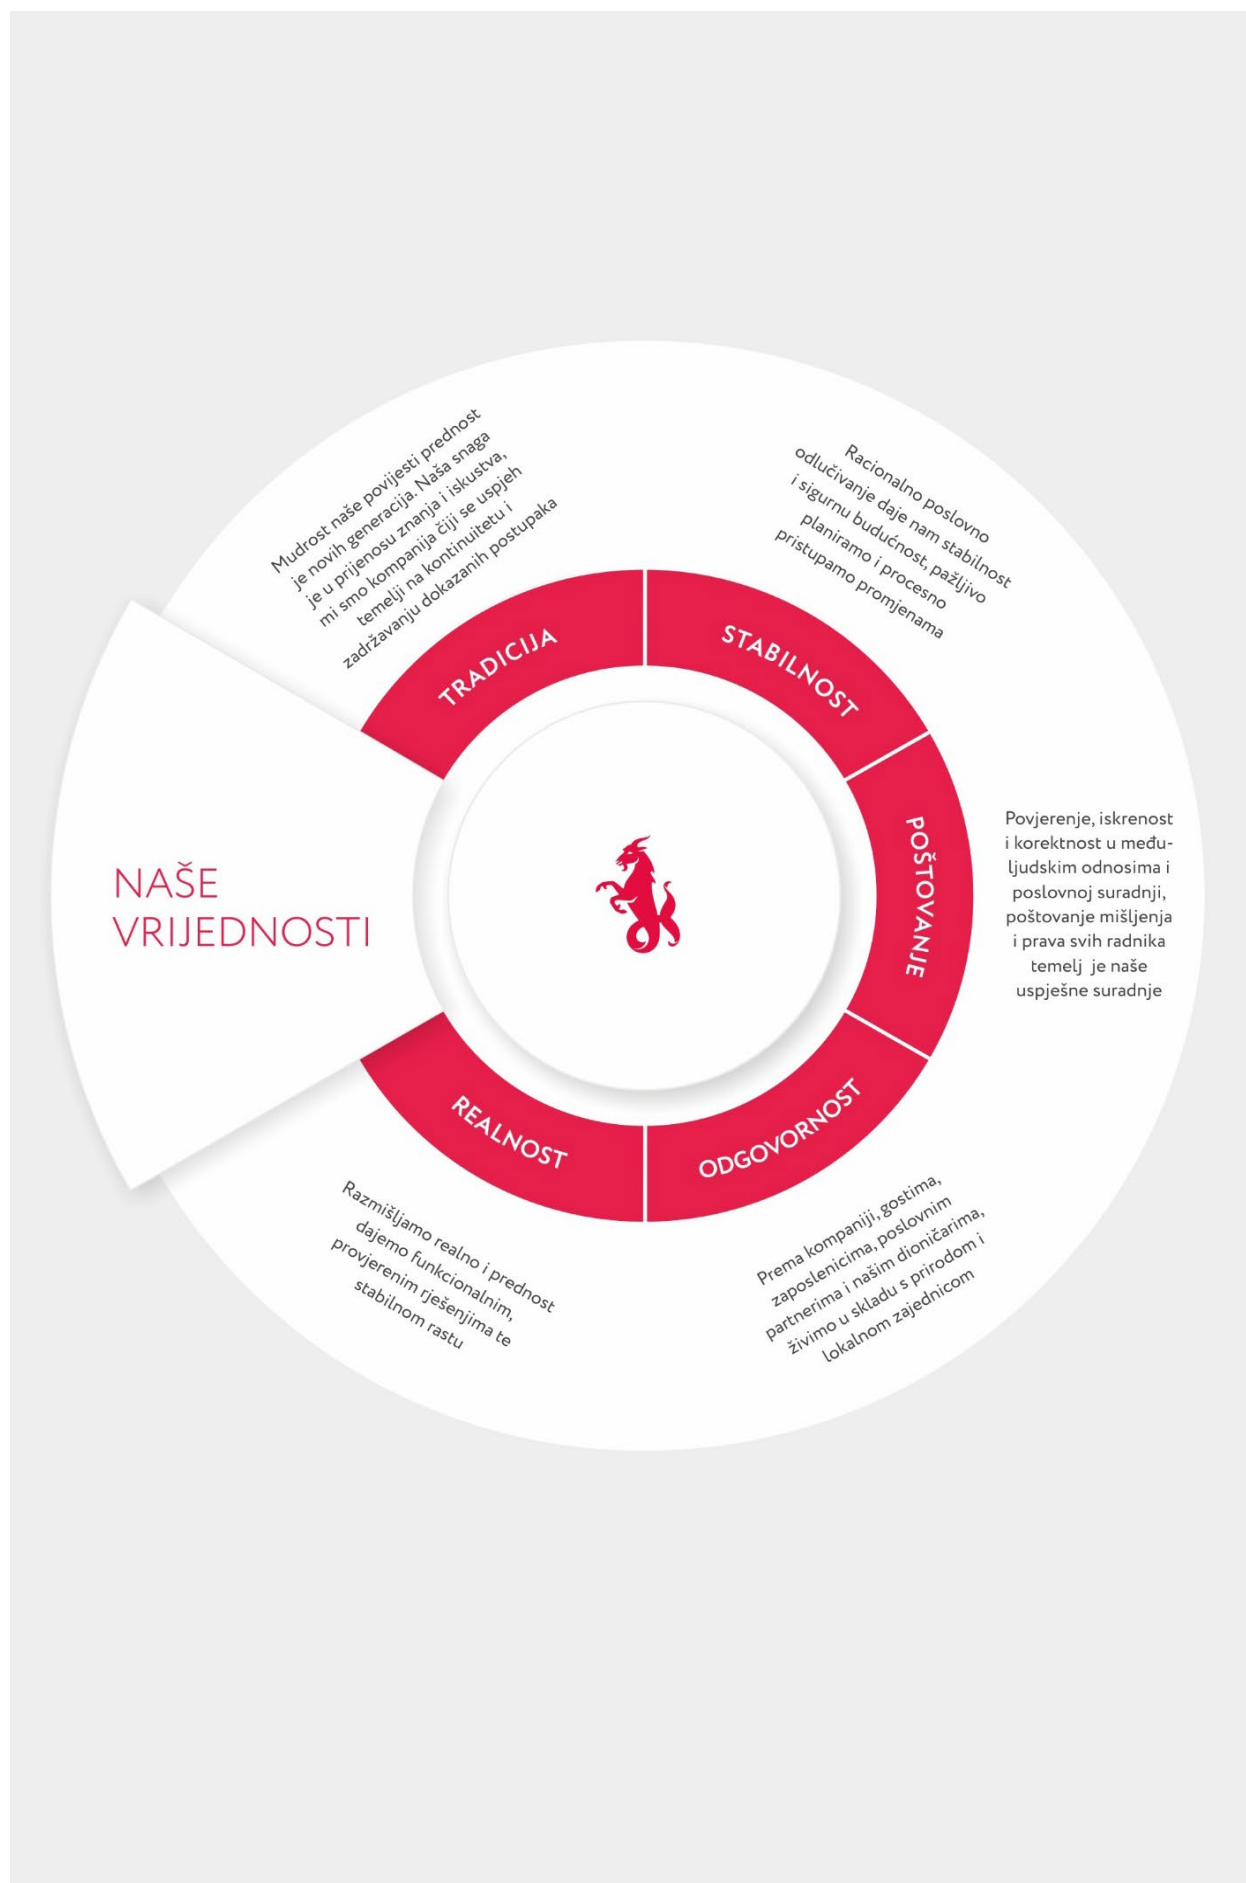 NAŠE
VRIJEDNOSTI
TRADICIJA
Mudrost naše povijesti prednost
je novih generacija. Naša snaga
je u prijenosu znanja i iskustva,
mi smo kompanija čiji se uspjeh
temelji na kontinuitetu i
zadržavanju dokazanih postupaka
STABILNOST
Racionalno poslovno
odlučivanje daje nam stabilnost
i sigurnu budućnost, pažljivo
planiramo i procesno
pristupamo promjenama
POŠTOVANJE
Povjerenje, iskrenost
i korektnost u među-
ljudskim odnosima i
poslovnoj suradnji,
poštovanje mišljenja
i prava svih radnika
temelj je naše
uspješne suradnje
ODGOVORNOST
Prema kompaniji, gostima,
zaposlenicima, poslovnim
partnerima i našim dioničarima,
živimo u skladu s prirodom i
lokalnom zajednicom
REALNOST
Razmišljamo realno i prednost
dajemo funkcionalnim,
provjerenim rješenjima te
stabilnom rastu